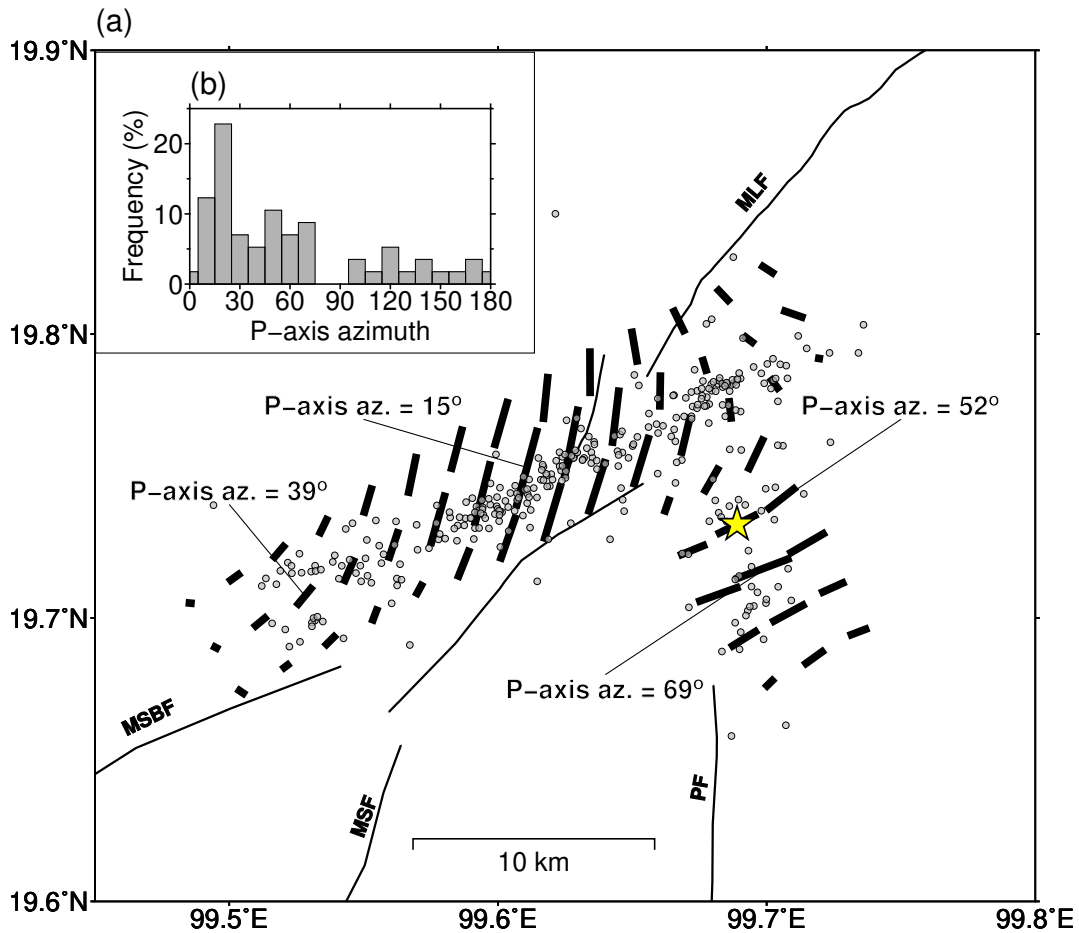 (a)
19.9°N
(b)
Frequency (%)
20
10
0
0 30 60 90 120 150 180
P−axis azimuth
MLF
19.8°N
P−axis az. = 15°
P−axis az. = 52°
P−axis az. = 39°
19.7°N
P−axis az. = 69°
MSBF
MSF
PF
10 km
19.6°N
99.5°E 99.6°E 99.7°E 99.8°E